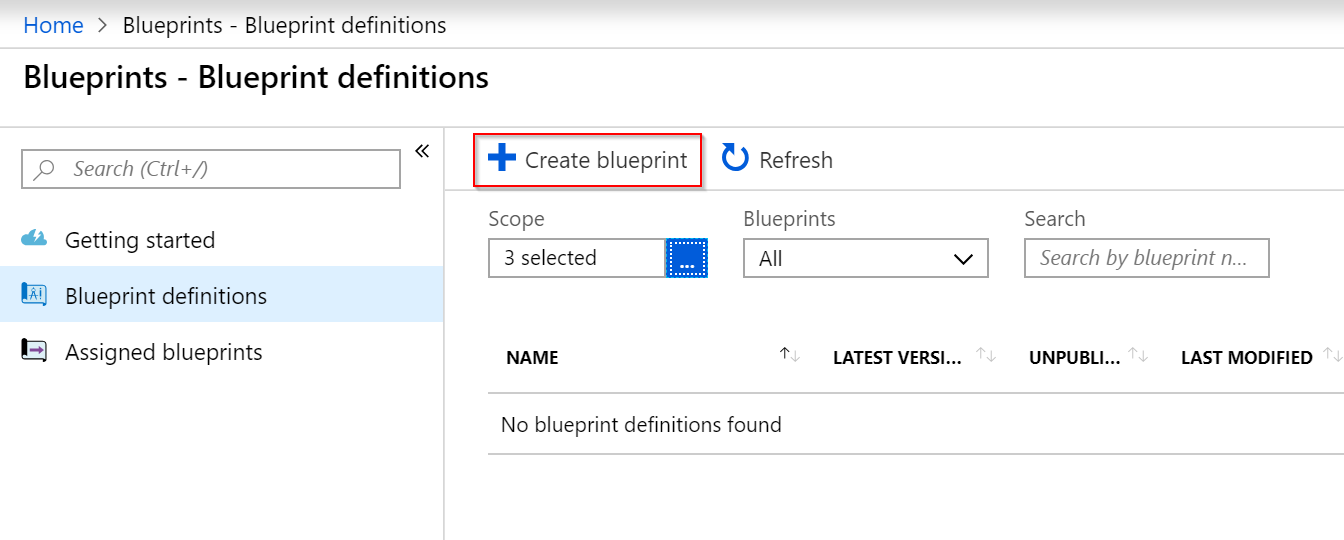 Home > Blueprints - Blueprint definitions
Blueprints - Blueprint definitions
Search (Ctrl+/)
«
Getting started
Blueprint definitions
Assigned blueprints
Create blueprint
Refresh
Scope
Blueprints
Search
3 selected
...
All
Search by blueprint n...
NAME
LATEST VERSI...
UNPUBLI...
LAST MODIFIED
No blueprint definitions found